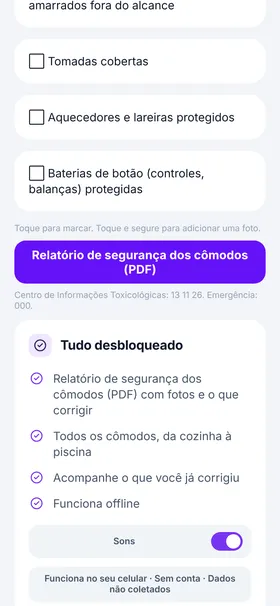 amarrados fora do alcance
Tomadas cobertas
Aquecedores e lareiras protegidos
Baterias de botão (controles,
balanças) protegidas
Toque para marcar. Toque e segure para adicionar uma foto.
Relatório de segurança dos cômodos
(PDF)
Centro de Informações Toxicológicas: 13 11 26. Emergência:
000.
Tudo desbloqueado
Relatório de segurança dos
cômodos (PDF) com fotos e o que
corrigir
Todos os cômodos, da cozinha à
piscina
Acompanhe o que você já corrigiu
Funciona offline
Sons
Funciona no seu celular · Sem conta · Dados
não coletados